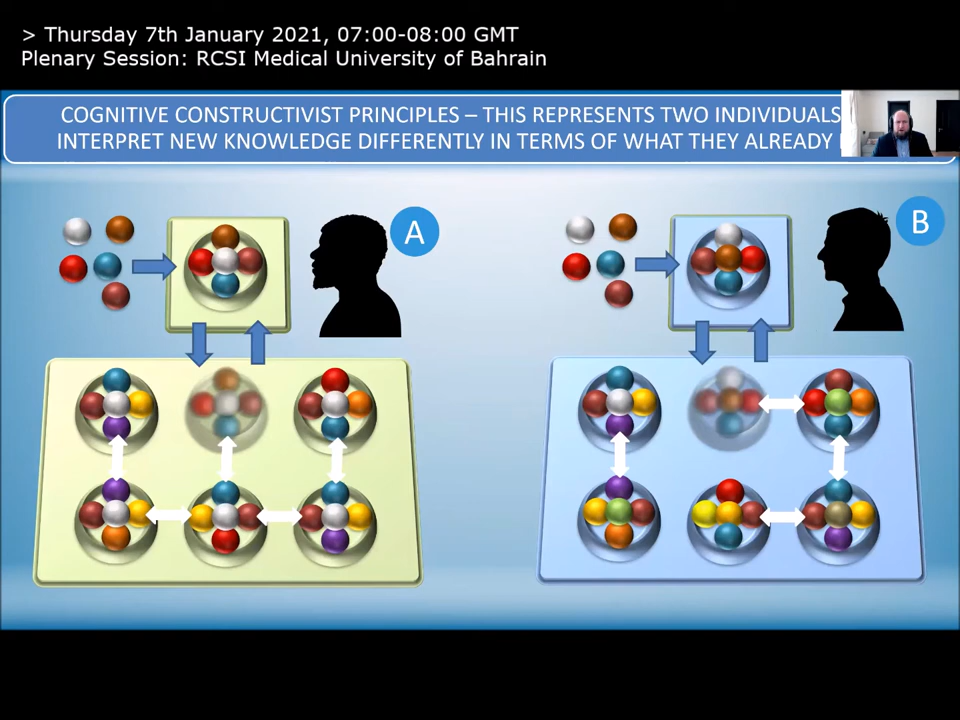 > Thursday 7th January 2021, 07:00-08:00 GMT
Plenary Session: RCSI Medical University of Bahrain
COGNITIVE CONSTRUCTIVIST PRINCIPLES – THIS REPRESENTS TWO INDIVIDUALS
INTERPRET NEW KNOWLEDGE DIFFERENTLY IN TERMS OF WHAT THEY ALREADY
A
B